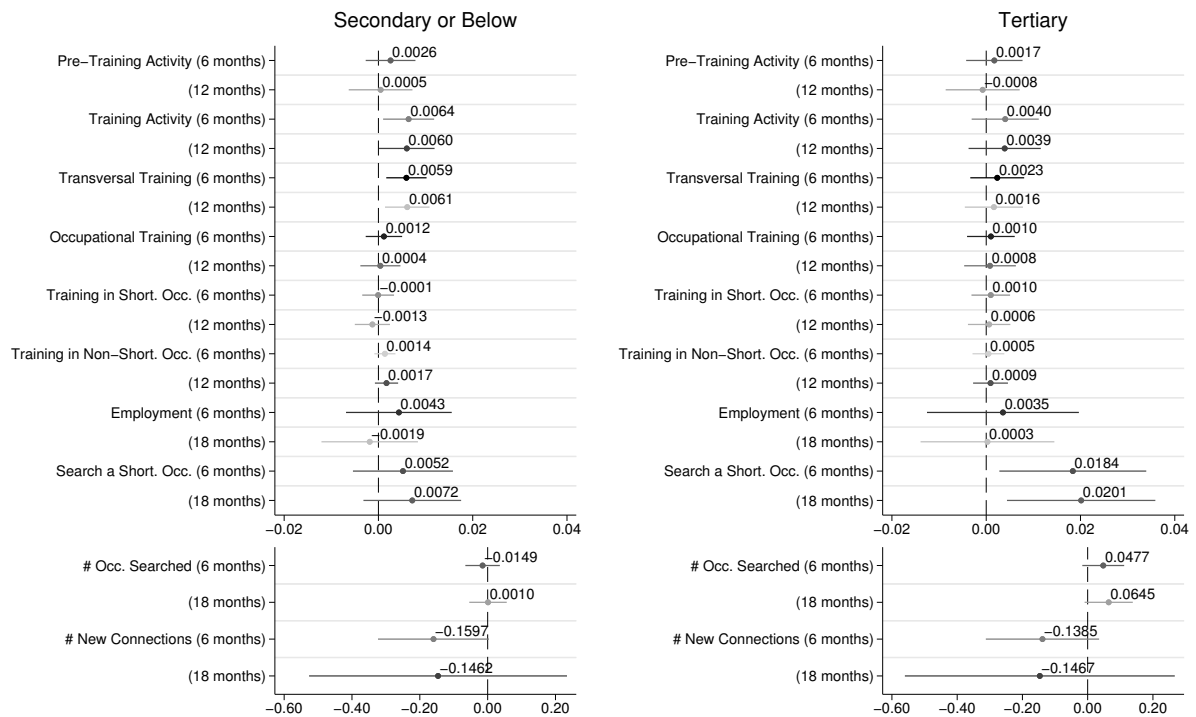 Secondary or Below
Pre−Training Activity (6 months) 0.0026
(12 months) 0.0005
Training Activity (6 months) 0.0064
(12 months) 0.0060
Transversal Training (6 months) 0.0059
(12 months) 0.0061
Occupational Training (6 months) 0.0012
(12 months) 0.0004
Training in Short. Occ. (6 months) −0.0001
(12 months) −0.0013
Training in Non−Short. Occ. (6 months) 0.0014
(12 months) 0.0017
Employment (6 months) 0.0043
(18 months) −0.0019
Search a Short. Occ. (6 months) 0.0052
(18 months) 0.0072
−0.02 0.00 0.02 0.04
# Occ. Searched (6 months) −0.0149
(18 months) 0.0010
# New Connections (6 months) −0.1597
(18 months) −0.1462
−0.60 −0.40 −0.20 0.00 0.20
Tertiary
Pre−Training Activity (6 months) 0.0017
(12 months) −0.0008
Training Activity (6 months) 0.0040
(12 months) 0.0039
Transversal Training (6 months) 0.0023
(12 months) 0.0016
Occupational Training (6 months) 0.0010
(12 months) 0.0008
Training in Short. Occ. (6 months) 0.0010
(12 months) 0.0006
Training in Non−Short. Occ. (6 months) 0.0005
(12 months) 0.0009
Employment (6 months) 0.0035
(18 months) 0.0003
Search a Short. Occ. (6 months) 0.0184
(18 months) 0.0201
−0.02 0.00 0.02 0.04
# Occ. Searched (6 months) 0.0477
(18 months) 0.0645
# New Connections (6 months) −0.1385
(18 months) −0.1467
−0.60 −0.40 −0.20 0.00 0.20